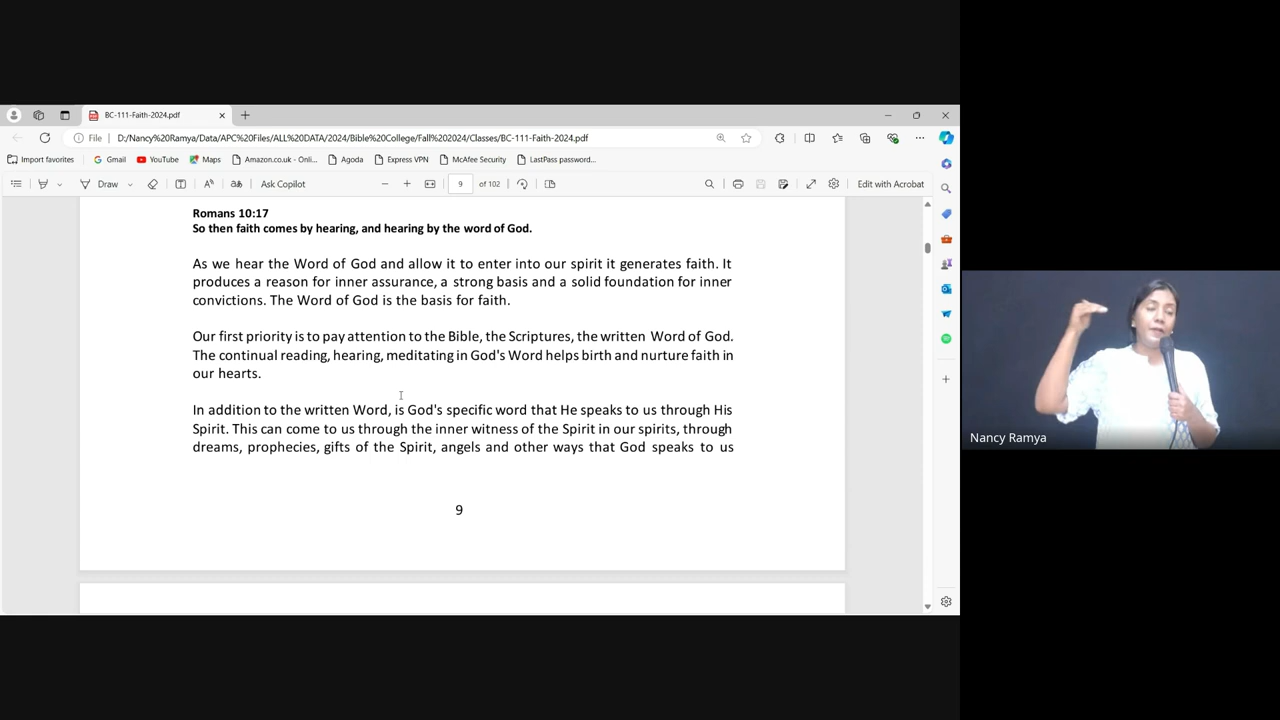 BC-111-Faith-2024.pdf
File
D:/Nancy%20Ramya/Data/APC%20Files/ALL%20DATA/2024/Bible%20College/Fall%202024/Classes/BC-111-Faith-2024.pdf
Import favorites Gmail YouTube Maps Amazon.co.uk - Onli... Agoda Express VPN McAfee Security LastPass password...
Draw Ask Copilot 9 of 102 Edit with Acrobat
Romans 10:17
So then faith comes by hearing, and hearing by the word of God.
As we hear the Word of God and allow it to enter into our spirit it generates faith. It
produces a reason for inner assurance, a strong basis and a solid foundation for inner
convictions. The Word of God is the basis for faith.
Our first priority is to pay attention to the Bible, the Scriptures, the written Word of God.
The continual reading, hearing, meditating in God's Word helps birth and nurture faith in
our hearts.
In addition to the written Word, is God's specific word that He speaks to us through His
Spirit. This can come to us through the inner witness of the Spirit in our spirits, through
dreams, prophecies, gifts of the Spirit, angels and other ways that God speaks to us
9
Nancy Ramya